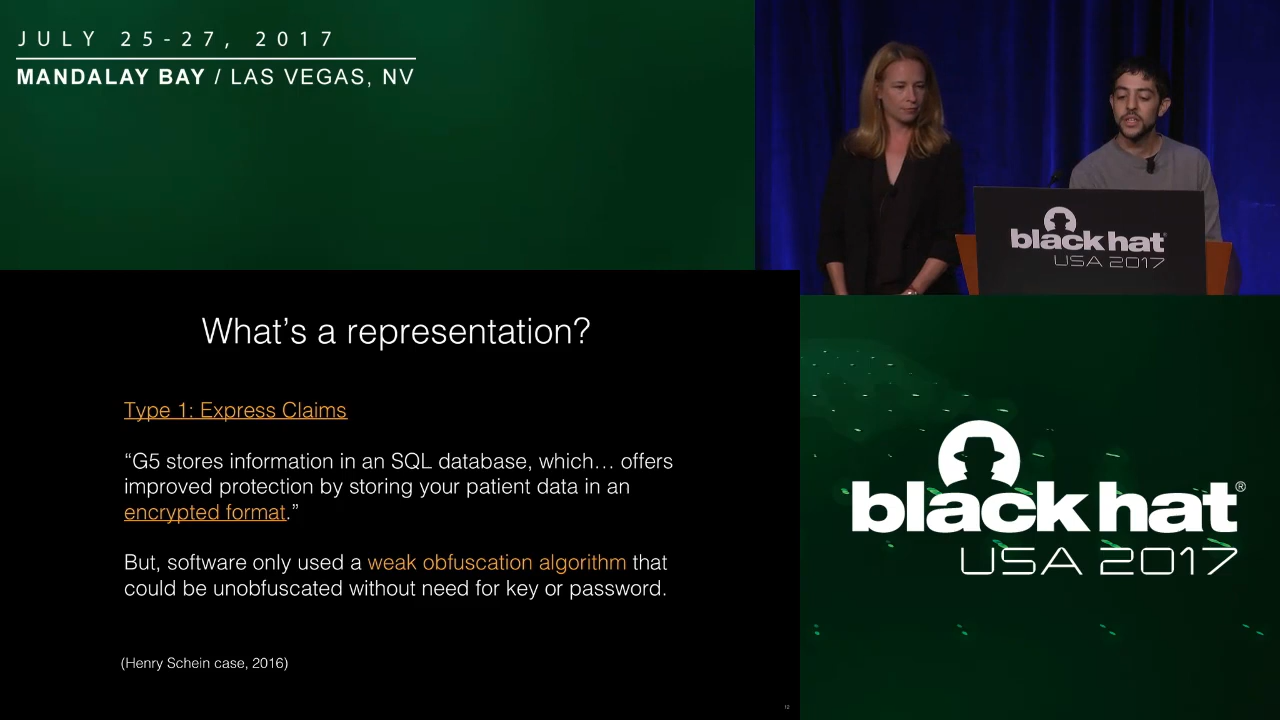 JULY 25-27, 2017
MANDALAY BAY / LAS VEGAS, NV
black hat
USA 2017
What's a representation?
Type 1: Express Claims
“G5 stores information in an SQL database, which… offers
improved protection by storing your patient data in an
encrypted format.”
But, software only used a weak obfuscation algorithm that
could be unobfuscated without need for key or password.
(Henry Schein case, 2016)
12
black hat®
USA 2017